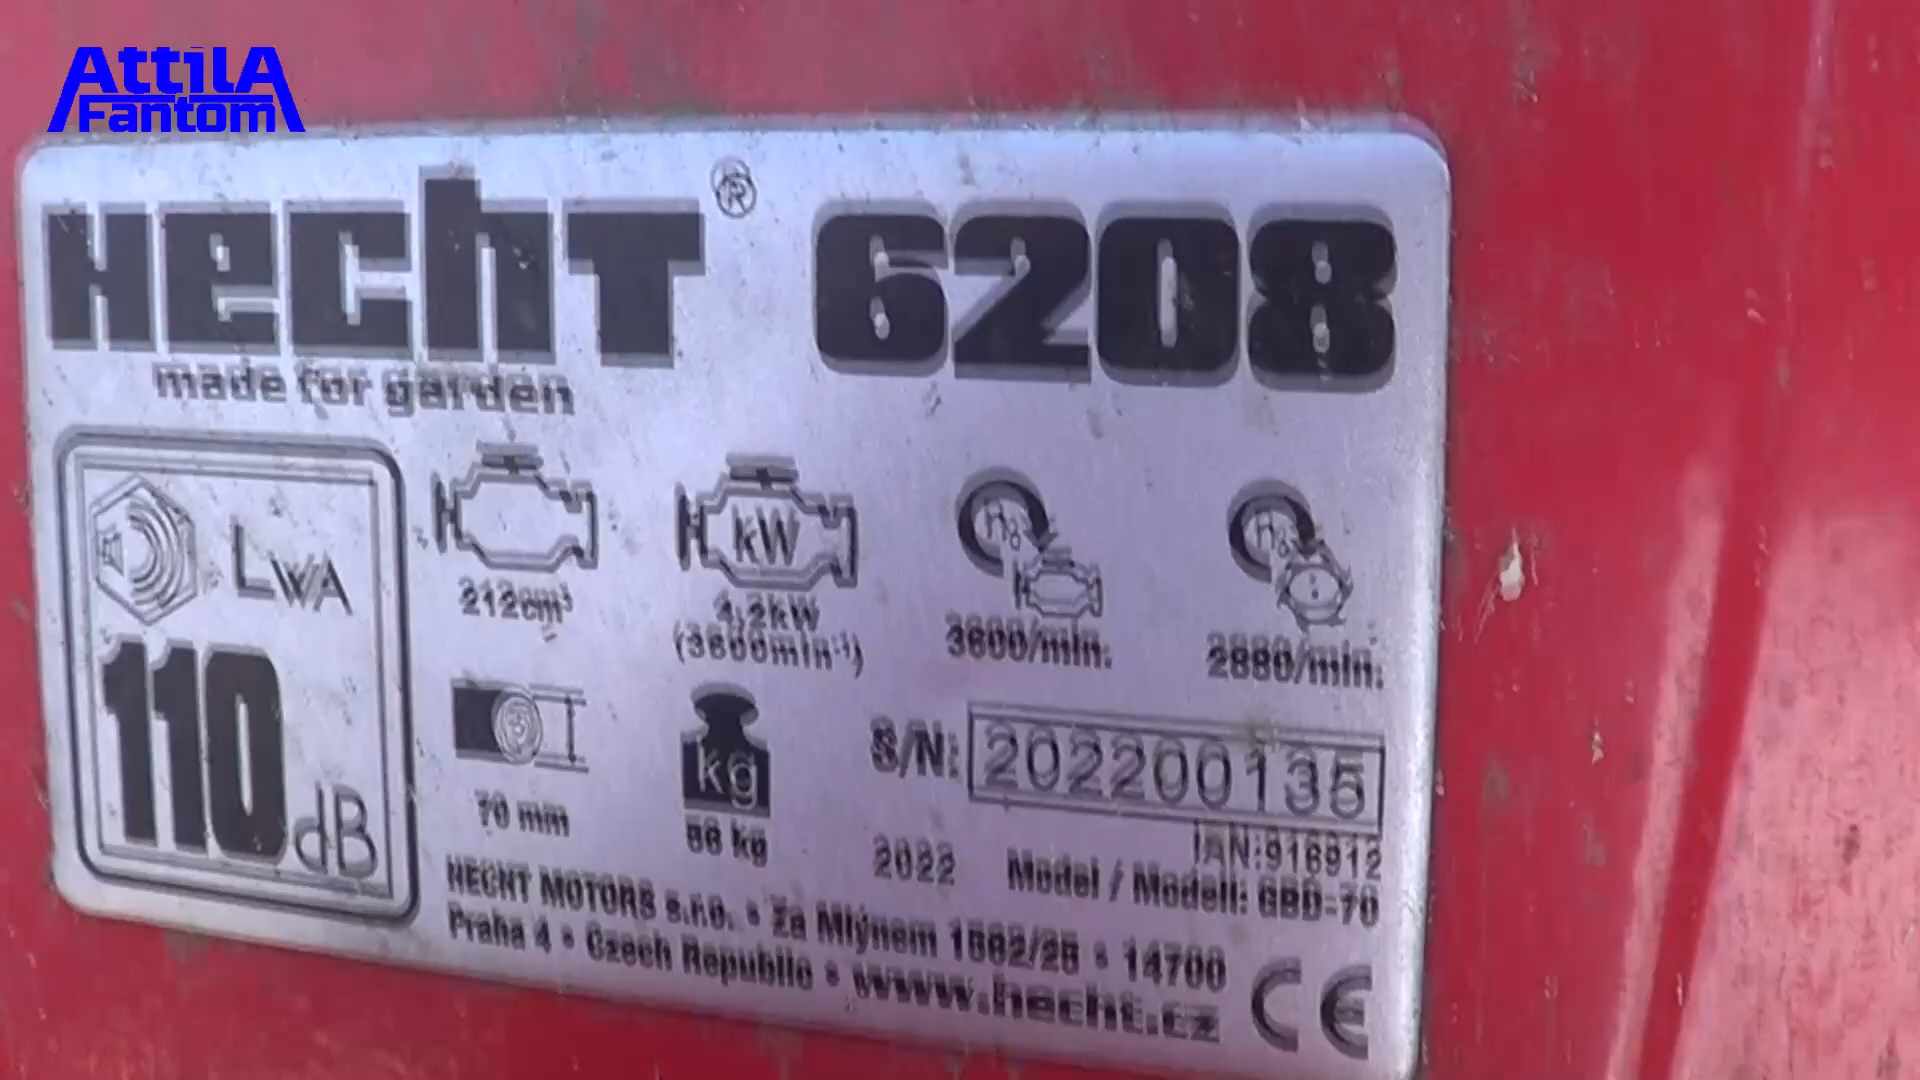 AttilA
Fantom
HECHT® 6208
made for garden
LWA
110 dB
212cm³
kW
4,2kW
(3600min⁻¹)
n₀
3600/min.
n₀
2880/min.
70 mm
kg
S/N: 202200135
IAN:916912
2022 Model / Modell: GBD-70
HECHT MOTORS s.r.o. • Za Mlýnem 1562/25 • 14700
Praha 4 • Czech Republic • www.hecht.cz
CE